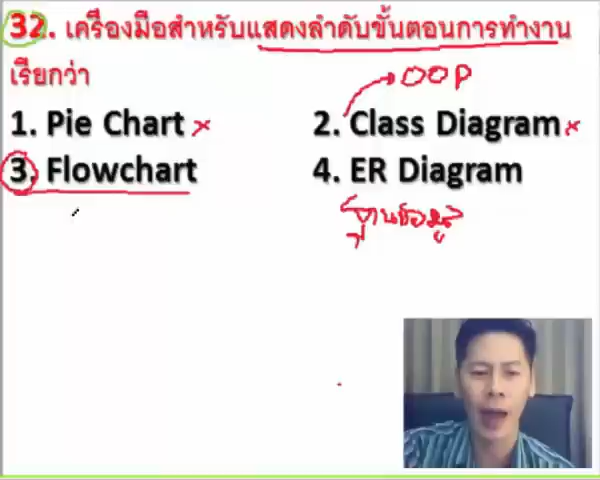 32. เครื่องมือสำหรับแสดงลำดับขั้นตอนการทำงาน
เรียกว่า
OOP
1. Pie Chart ×
2. Class Diagram ×
3. Flowchart
4. ER Diagram
ฐานข้อมูล